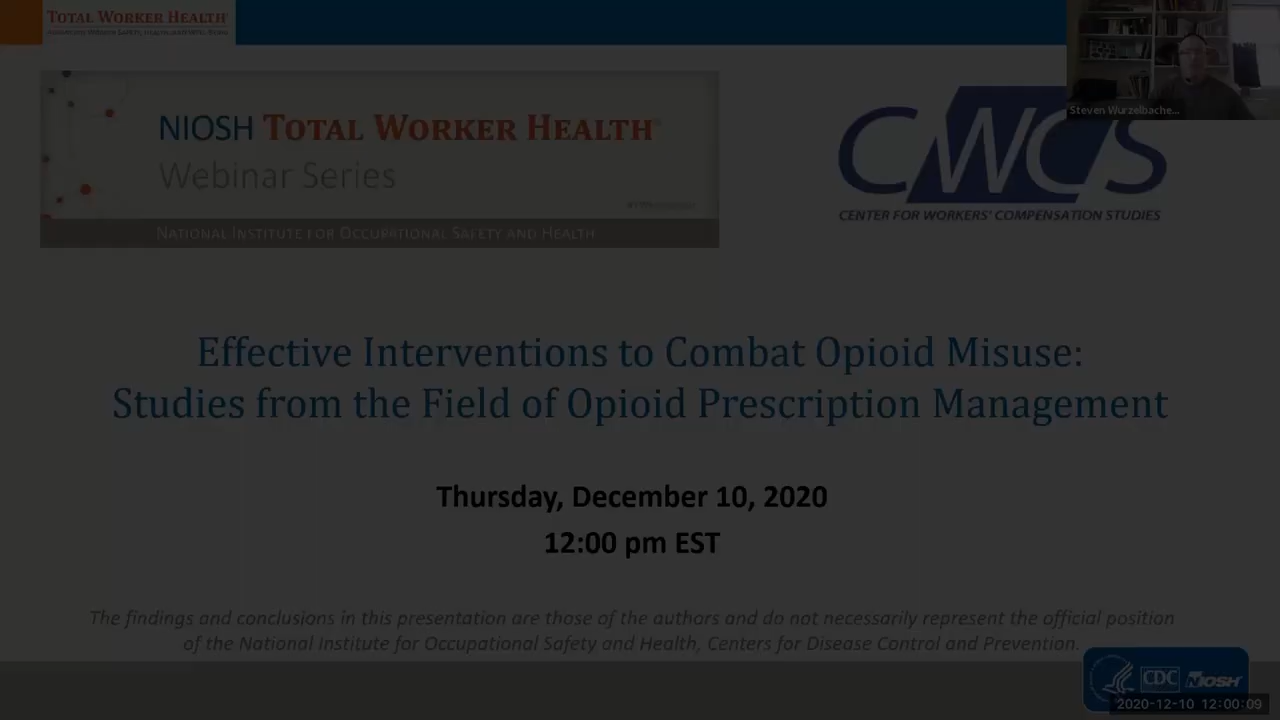 TOTAL WORKER HEALTH®
Steven Wurzelbache...
NIOSH TOTAL WORKER HEALTH®
Webinar Series
NATIONAL INSTITUTE FOR OCCUPATIONAL SAFETY AND HEALTH
CWCS
CENTER FOR WORKERS' COMPENSATION STUDIES
Effective Interventions to Combat Opioid Misuse:
Studies from the Field of Opioid Prescription Management
Thursday, December 10, 2020
12:00 pm EST
The findings and conclusions in this presentation are those of the authors and do not necessarily represent the official position
of the National Institute for Occupational Safety and Health, Centers for Disease Control and Prevention.
CDC NIOSH
2020-12-10 12:00:09